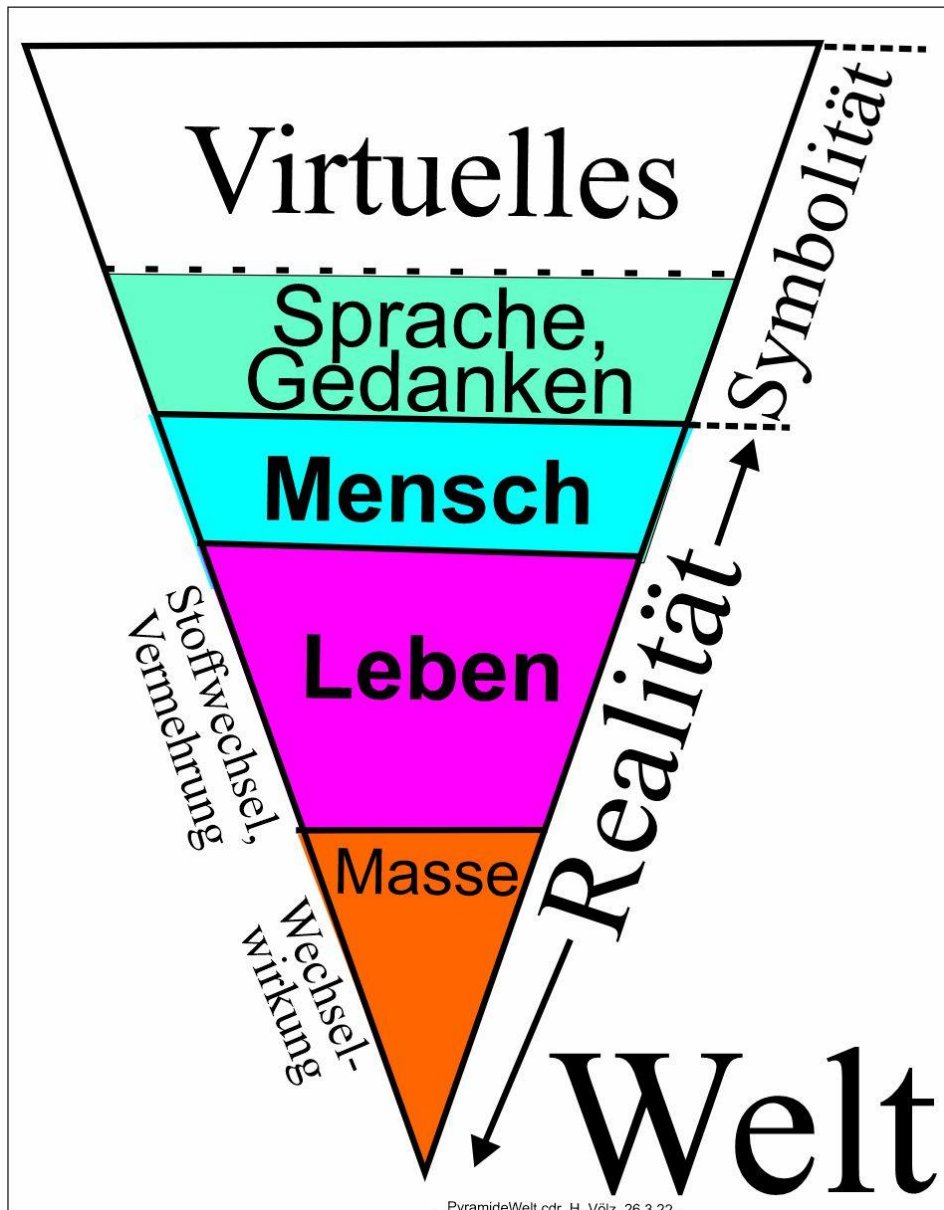 Virtuelles
Symbolität
Sprache,
Gedanken
Mensch
Realität
Leben
Stoffwechsel,
Vermehrung
Masse
Wechsel-
wirkung
Welt
PyramideWelt.cdr H. Völz 26.3.22